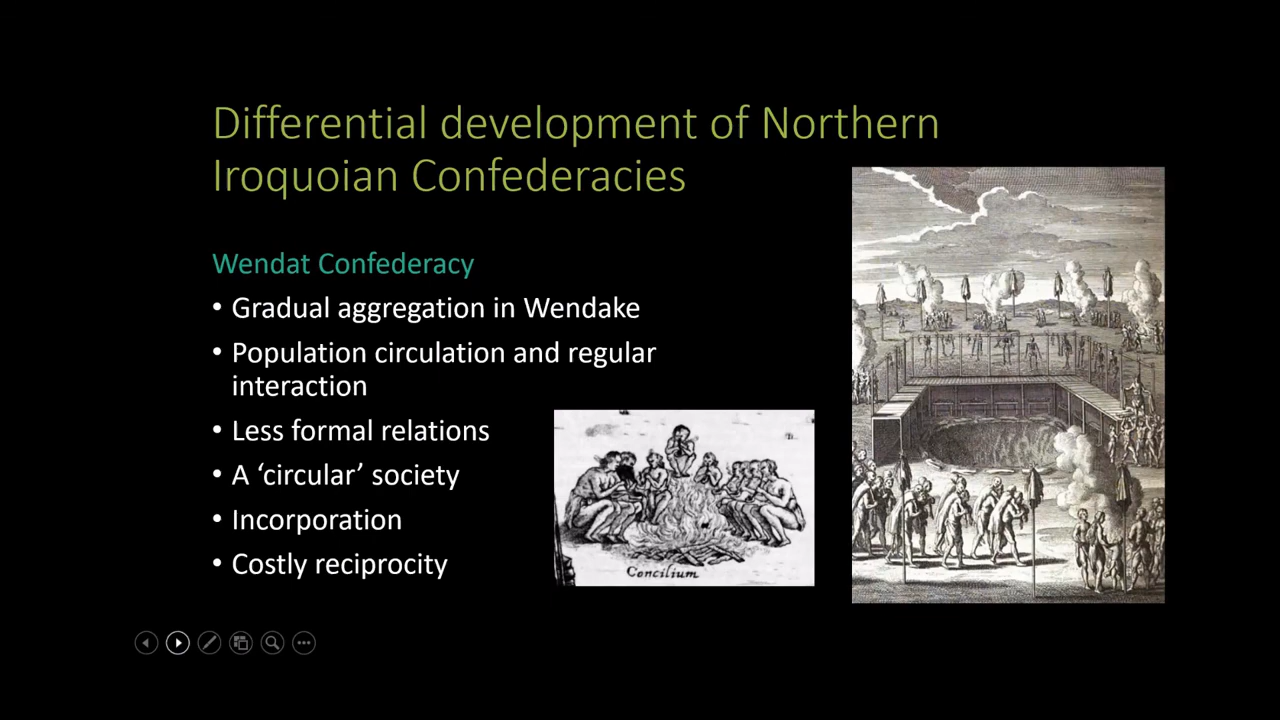 Differential development of Northern
Iroquoian Confederacies
Wendat Confederacy
• Gradual aggregation in Wendake
• Population circulation and regular
interaction
• Less formal relations
• A ‘circular’ society
• Incorporation
• Costly reciprocity
Concilium